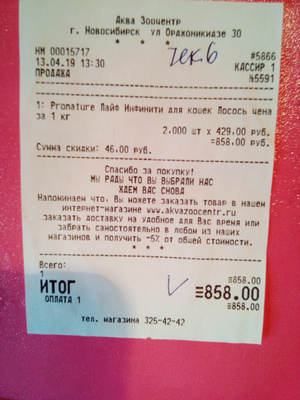 Аква Зооцентр
г. Новосибирск ул Орджоникидзе 30
* * *
НМ 00015717 чек6 #5866
13.04.19 13:30 КАССИР 1
ПРОДАЖА №5591
1: Pronature Лайф Инфинити для кошек Лосось цена
за 1 кг
2.000 шт х 429.00 руб.
=858.00 руб.
Сумма скидки: 46.00 руб.
Спасибо за покупку!
МЫ РАДЫ ЧТО ВЫ ВЫБРАЛИ НАС
ЖДЕМ ВАС СНОВА
Напоминаем что, Вы можете заказать товар в нашем
интернет-магазине www.akvazoocentr.ru
заказать доставку на удобное для Вас время или
забрать самостоятельно в любом из наших
магазинов и получить -5% от общей стоимости.
* * *
Всего:
1 ≡858.00
ИТОГ ≡858.00
ОПЛАТА 1 ≡858.00
тел. магазина 325-42-42